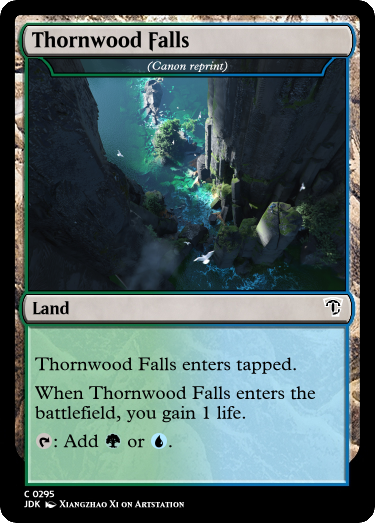 Thornwood Falls
(Canon reprint)
Land
Thornwood Falls enters tapped.
When Thornwood Falls enters the
battlefield, you gain 1 life.
: Add or .
C 0295
JDK Xiangzhao Xi on Artstation